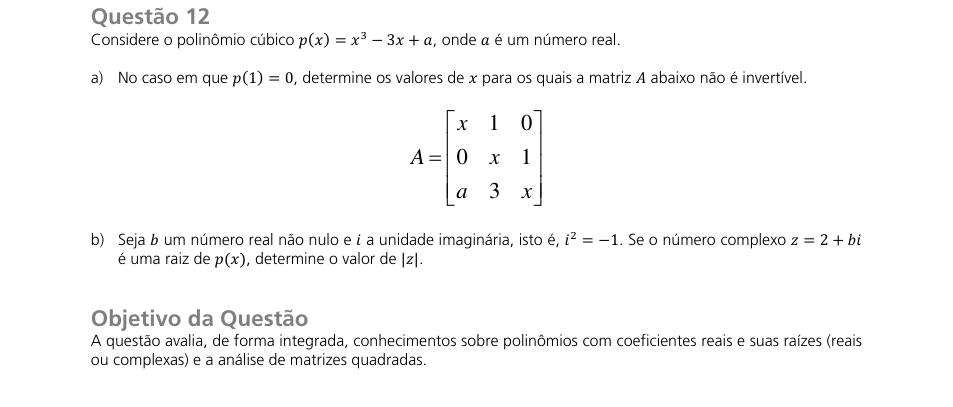 Questão 12
Considere o polinômio cúbico p(x) = x³ − 3x + a, onde a é um número real.
a) No caso em que p(1) = 0, determine os valores de x para os quais a matriz A abaixo não é invertível.
A = [x 1 0
0 x 1
a 3 x]
b) Seja b um número real não nulo e i a unidade imaginária, isto é, i² = −1. Se o número complexo z = 2 + bi
é uma raiz de p(x), determine o valor de |z|.
Objetivo da Questão
A questão avalia, de forma integrada, conhecimentos sobre polinômios com coeficientes reais e suas raízes (reais
ou complexas) e a análise de matrizes quadradas.